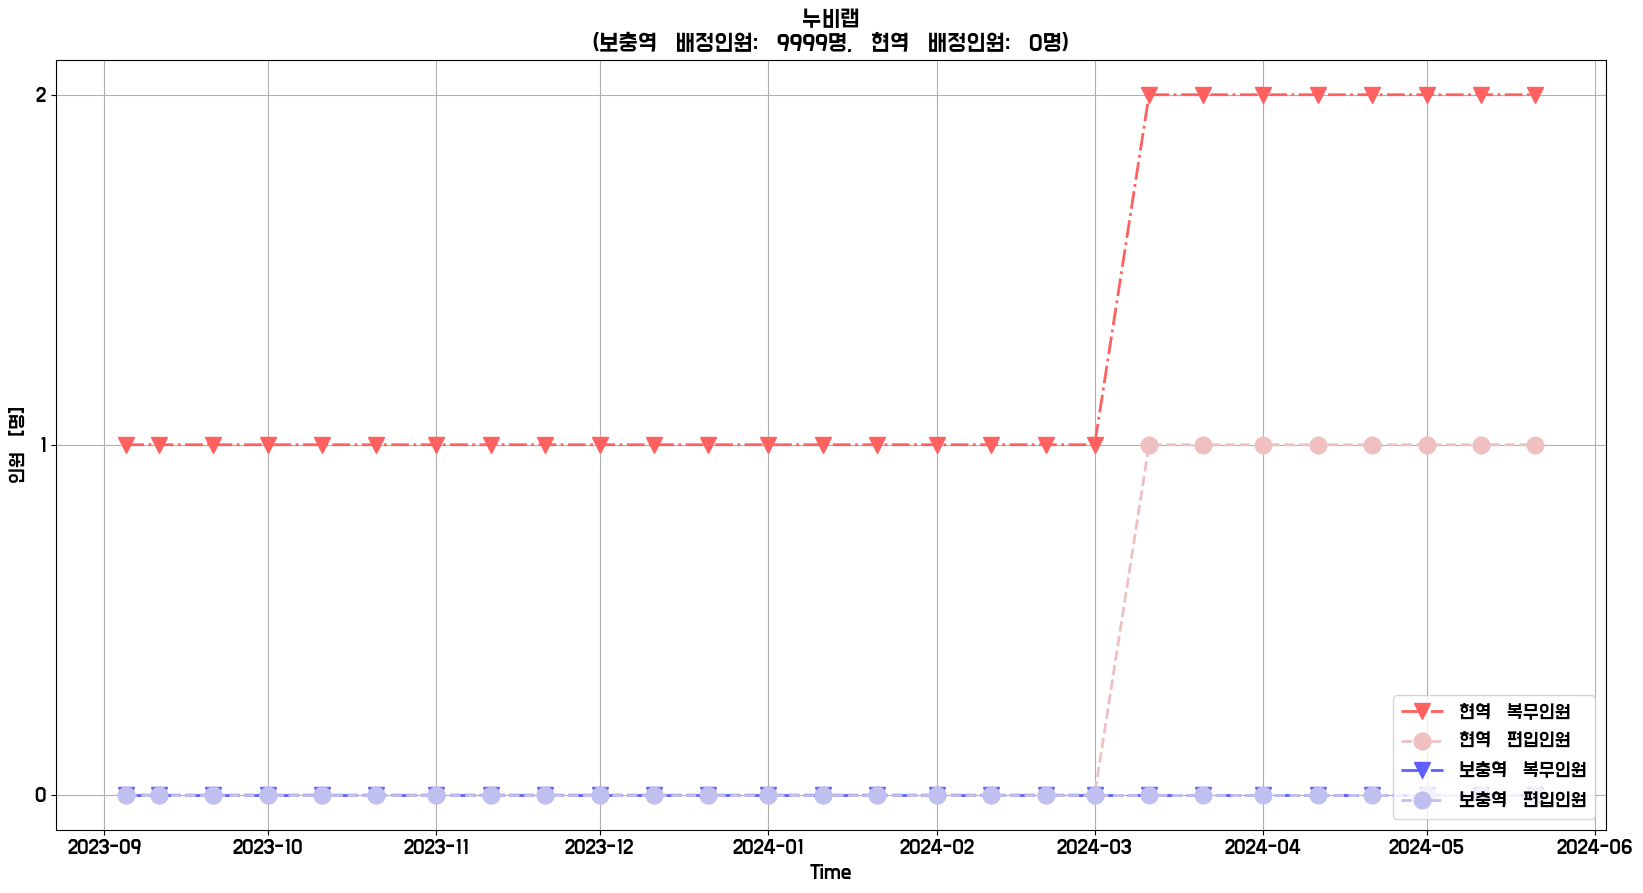 누비랩
(보충역 배정인원: 9999명, 현역 배정인원: 0명)
2
1
0
인원 [명]
현역 복무인원
현역 편입인원
보충역 복무인원
보충역 편입인원
2023-09 2023-10 2023-11 2023-12 2024-01 2024-02 2024-03 2024-04 2024-05 2024-06
Time